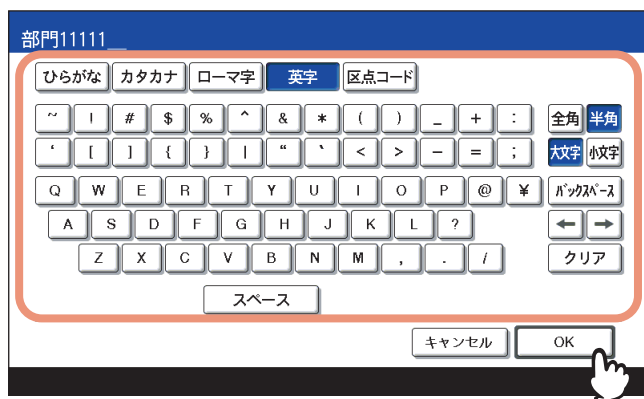 部門11111__
ひらがな カタカナ ローマ字 英字 区点コード
~ ! # $ % ^ & * ( ) _ + : 全角 半角
‘ [ ] { } | “ ` < > − = ; 大文字 小文字
Q W E R T Y U I O P @ ¥ バックスペース
A S D F G H J K L ? ← →
Z X C V B N M , . / クリア
スペース
キャンセル OK